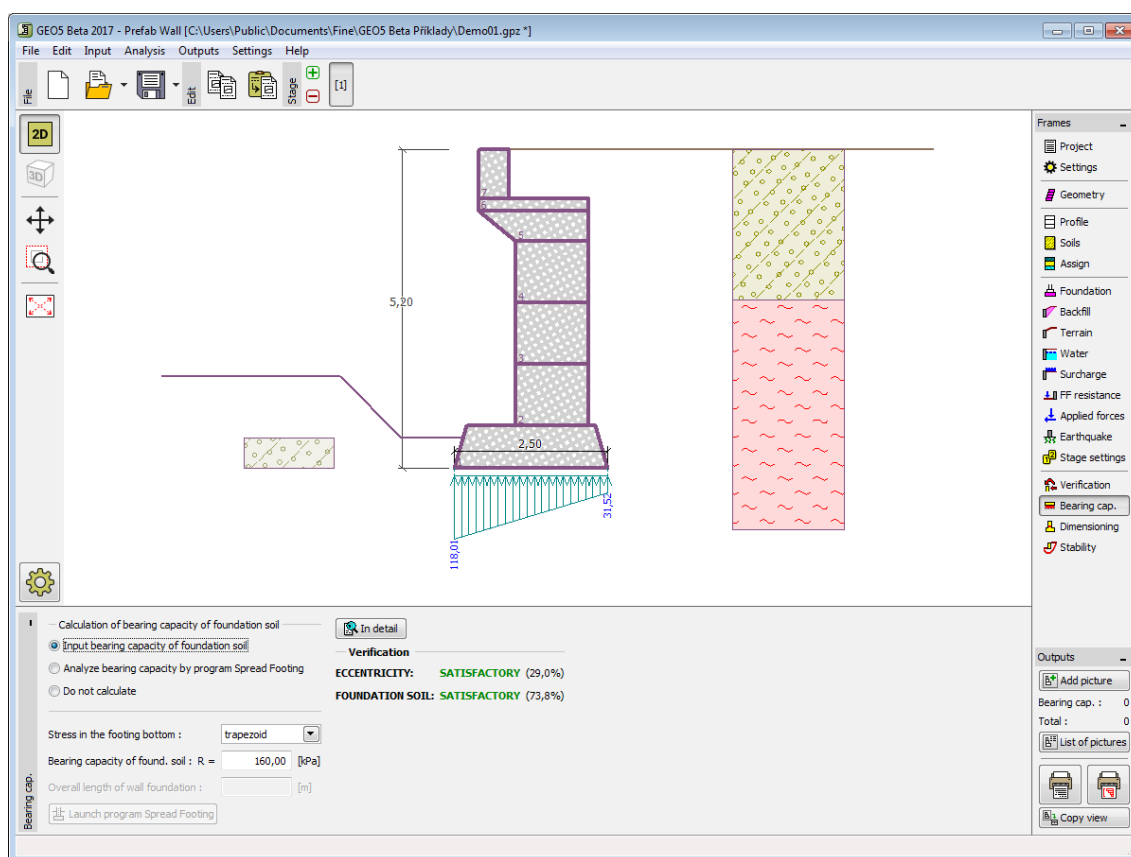 GEO5 Beta 2017 - Prefab Wall [C:\Users\Public\Documents\Fine\GEO5 Beta Příklady\Demo01.gpz *]
File Edit Input Analysis Outputs Settings Help
File
Edit
Stage
[1]
2D
3D
5,20
7
6
5
4
3
2
2,50
118,01
31,52
Frames
Project
Settings
Geometry
Profile
Soils
Assign
Foundation
Backfill
Terrain
Water
Surcharge
FF resistance
Applied forces
Earthquake
Stage settings
Verification
Bearing cap.
Dimensioning
Stability
Bearing cap.
Calculation of bearing capacity of foundation soil
Input bearing capacity of foundation soil
Analyze bearing capacity by program Spread Footing
Do not calculate
Stress in the footing bottom : trapezoid
Bearing capacity of found. soil : R = 160,00 [kPa]
Overall length of wall foundation : [m]
Launch program Spread Footing
In detail
Verification
ECCENTRICITY: SATISFACTORY (29,0%)
FOUNDATION SOIL: SATISFACTORY (73,8%)
Outputs
Add picture
Bearing cap. : 0
Total : 0
List of pictures
Copy view